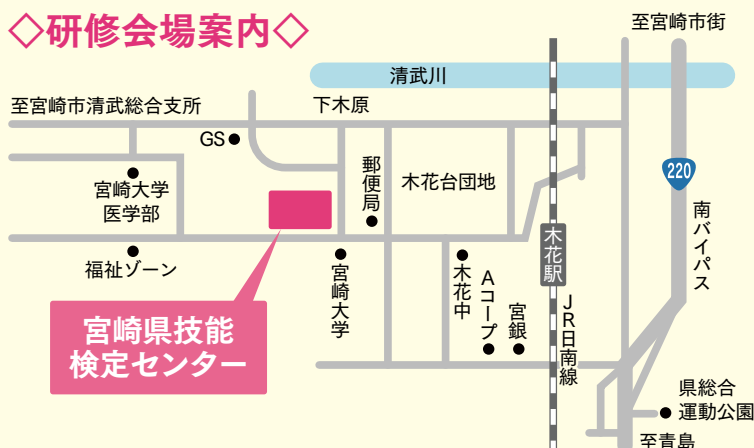 ◇研修会場案内◇
至宮崎市街
清武川
至宮崎市清武総合支所
下木原
GS
郵便局
木花台団地
220
宮崎大学
医学部
南バイパス
木花駅
福祉ゾーン
宮崎大学
木花中
Aコープ
宮銀
JR日南線
宮崎県技能
検定センター
県総合
運動公園
至青島